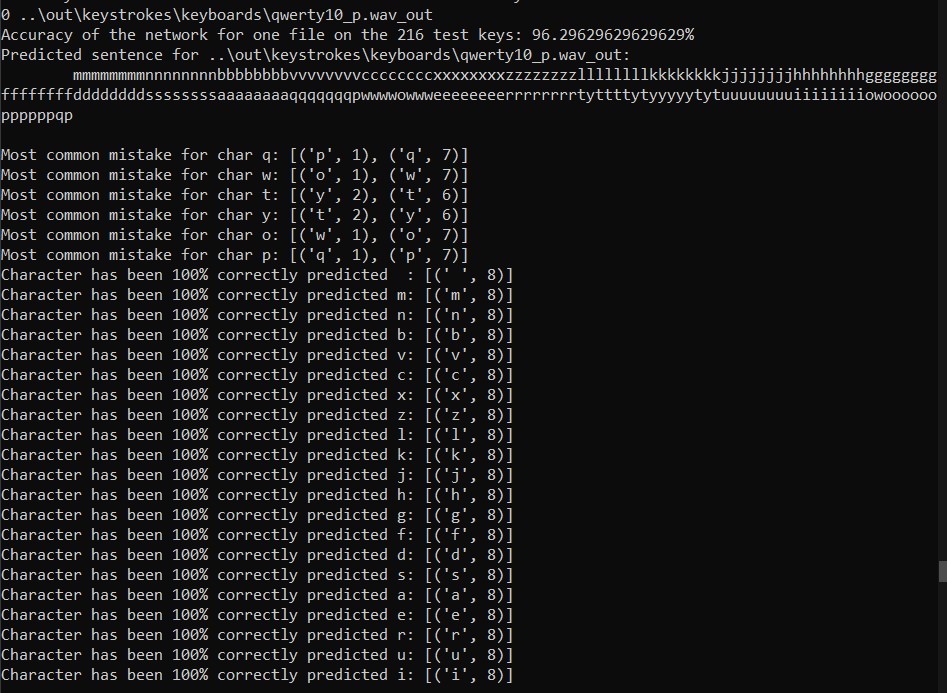 0 ..\out\keystrokes\keyboards\qwerty10_p.wav_out
Accuracy of the network for one file on the 216 test keys: 96.29629629629629%
Predicted sentence for ..\out\keystrokes\keyboards\qwerty10_p.wav_out:
        mmmmmmmmnnnnnnnnbbbbbbbbvvvvvvvvccccccccxxxxxxxxzzzzzzzzllllllllkkkkkkkkjjjjjjjjhhhhhhhhgggggggg
ffffffffddddddddssssssssaaaaaaaaqqqqqqqpwwwwowwweeeeeeeerrrrrrrrtyttttytyyyyytytuuuuuuuuiiiiiiiiowoooooo
ppppppqp
Most common mistake for char q: [('p', 1), ('q', 7)]
Most common mistake for char w: [('o', 1), ('w', 7)]
Most common mistake for char t: [('y', 2), ('t', 6)]
Most common mistake for char y: [('t', 2), ('y', 6)]
Most common mistake for char o: [('w', 1), ('o', 7)]
Most common mistake for char p: [('q', 1), ('p', 7)]
Character has been 100% correctly predicted  : [(' ', 8)]
Character has been 100% correctly predicted m: [('m', 8)]
Character has been 100% correctly predicted n: [('n', 8)]
Character has been 100% correctly predicted b: [('b', 8)]
Character has been 100% correctly predicted v: [('v', 8)]
Character has been 100% correctly predicted c: [('c', 8)]
Character has been 100% correctly predicted x: [('x', 8)]
Character has been 100% correctly predicted z: [('z', 8)]
Character has been 100% correctly predicted l: [('l', 8)]
Character has been 100% correctly predicted k: [('k', 8)]
Character has been 100% correctly predicted j: [('j', 8)]
Character has been 100% correctly predicted h: [('h', 8)]
Character has been 100% correctly predicted g: [('g', 8)]
Character has been 100% correctly predicted f: [('f', 8)]
Character has been 100% correctly predicted d: [('d', 8)]
Character has been 100% correctly predicted s: [('s', 8)]
Character has been 100% correctly predicted a: [('a', 8)]
Character has been 100% correctly predicted e: [('e', 8)]
Character has been 100% correctly predicted r: [('r', 8)]
Character has been 100% correctly predicted u: [('u', 8)]
Character has been 100% correctly predicted i: [('i', 8)]